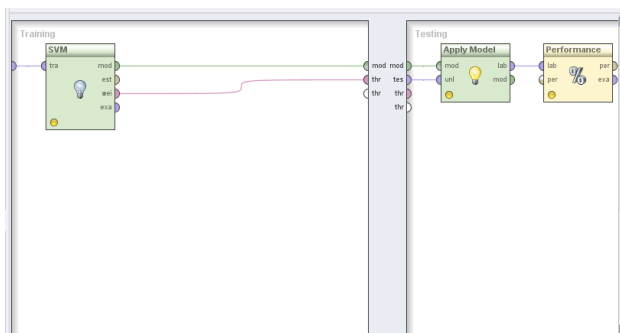 Training
SVM
tra mod
est
wei
exa
mod
thr
thr
mod
tes
thr
thr
Testing
Apply Model
mod lab
unl mod
Performance
lab per
per % exa